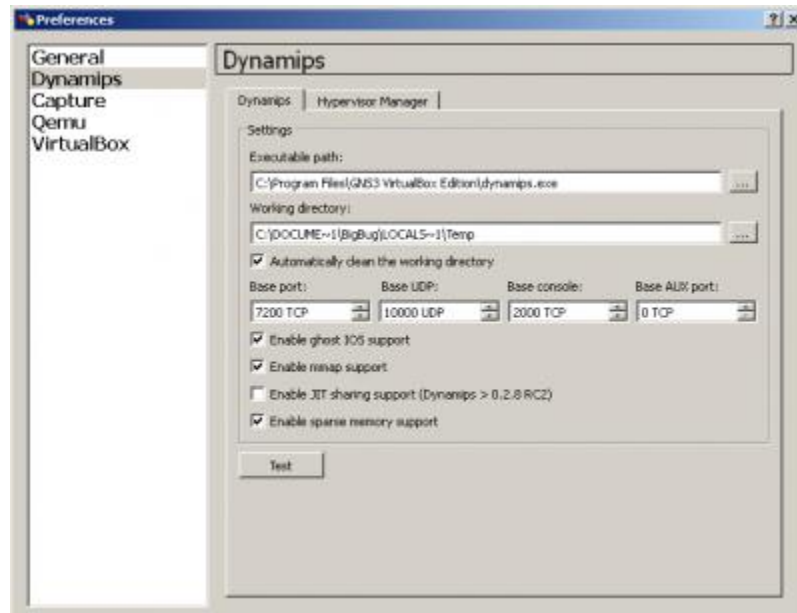 Preferences
General
Dynamips
Capture
Qemu
VirtualBox
Dynamips
Dynamips Hypervisor Manager
Settings
Executable path:
C:\Program Files\GNS3 VirtualBox Edition\dynamips.exe ...
Working directory:
C:\DOCUME~1\BigBug\LOCALS~1\Temp ...
Automatically clean the working directory
Base port: Base UDP: Base console: Base AUX port:
7200 TCP 10000 UDP 2000 TCP 0 TCP
Enable ghost IOS support
Enable mmap support
Enable JIT sharing support (Dynamips > 0.2.8 RC2)
Enable sparse memory support
Test